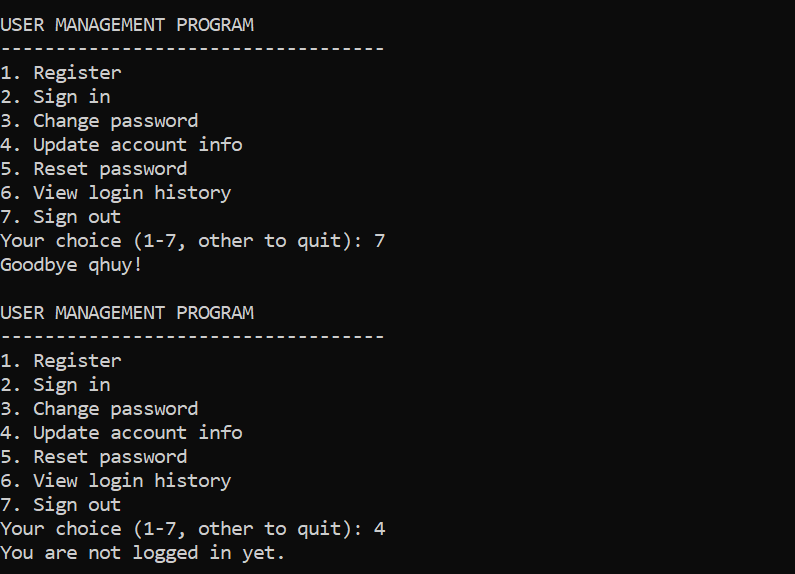 USER MANAGEMENT PROGRAM
-----------------------------------
1. Register
2. Sign in
3. Change password
4. Update account info
5. Reset password
6. View login history
7. Sign out
Your choice (1-7, other to quit): 7
Goodbye qhuy!
USER MANAGEMENT PROGRAM
-----------------------------------
1. Register
2. Sign in
3. Change password
4. Update account info
5. Reset password
6. View login history
7. Sign out
Your choice (1-7, other to quit): 4
You are not logged in yet.